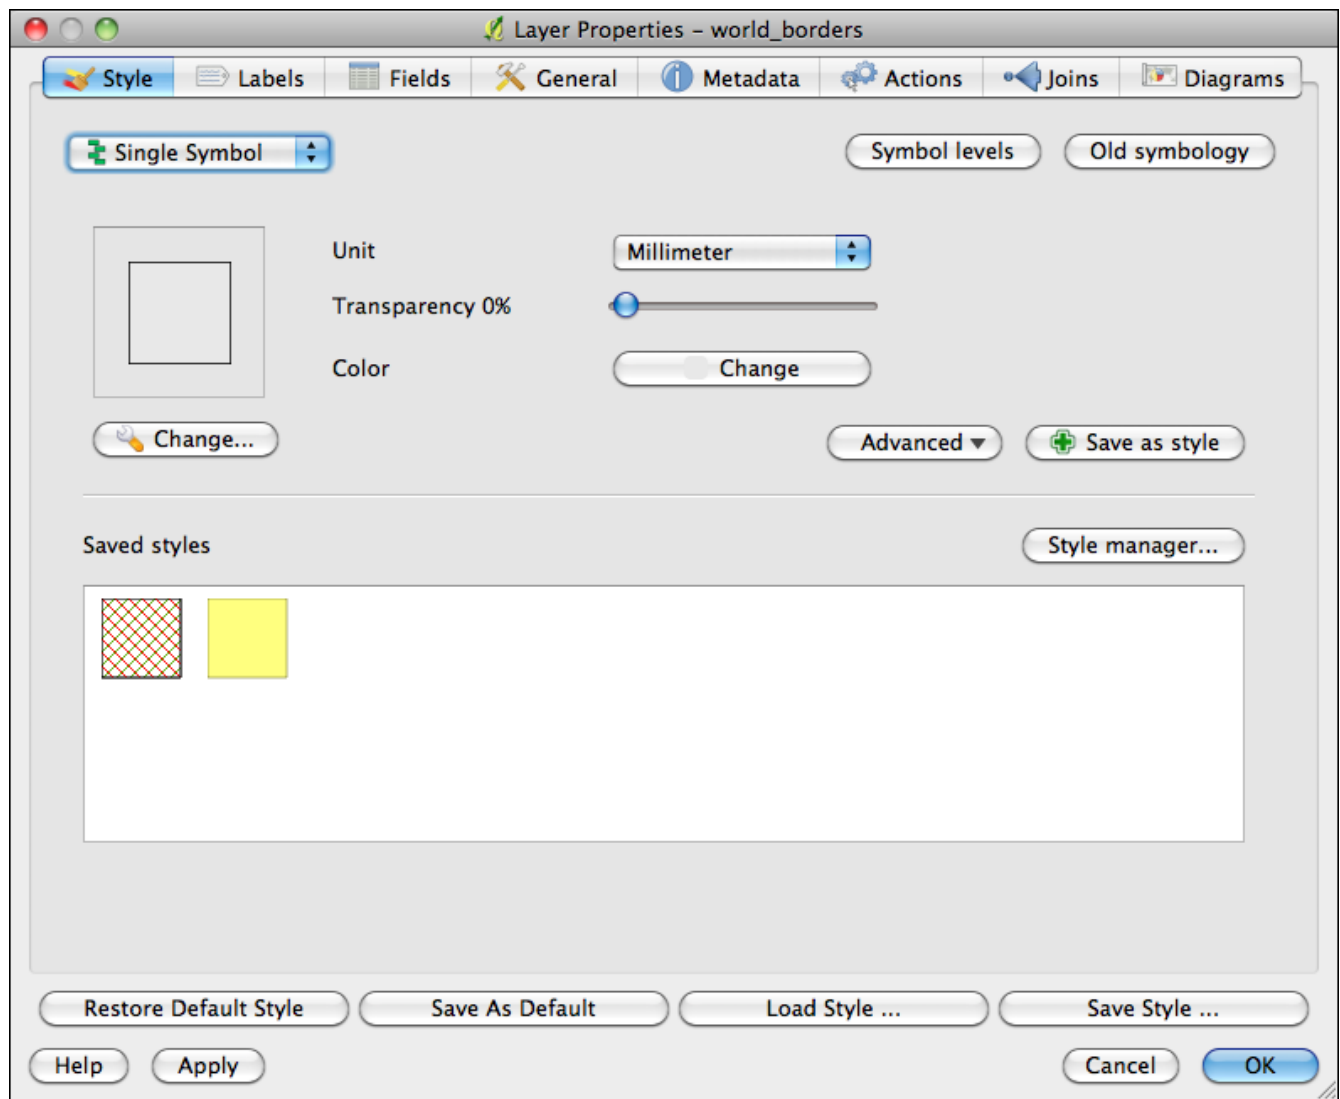 Layer Properties – world_borders
Style Labels Fields General Metadata Actions Joins Diagrams
Single Symbol Symbol levels Old symbology
Unit Millimeter
Transparency 0%
Color Change
Change... Advanced Save as style
Saved styles Style manager...
Restore Default Style Save As Default Load Style ... Save Style ...
Help Apply Cancel OK